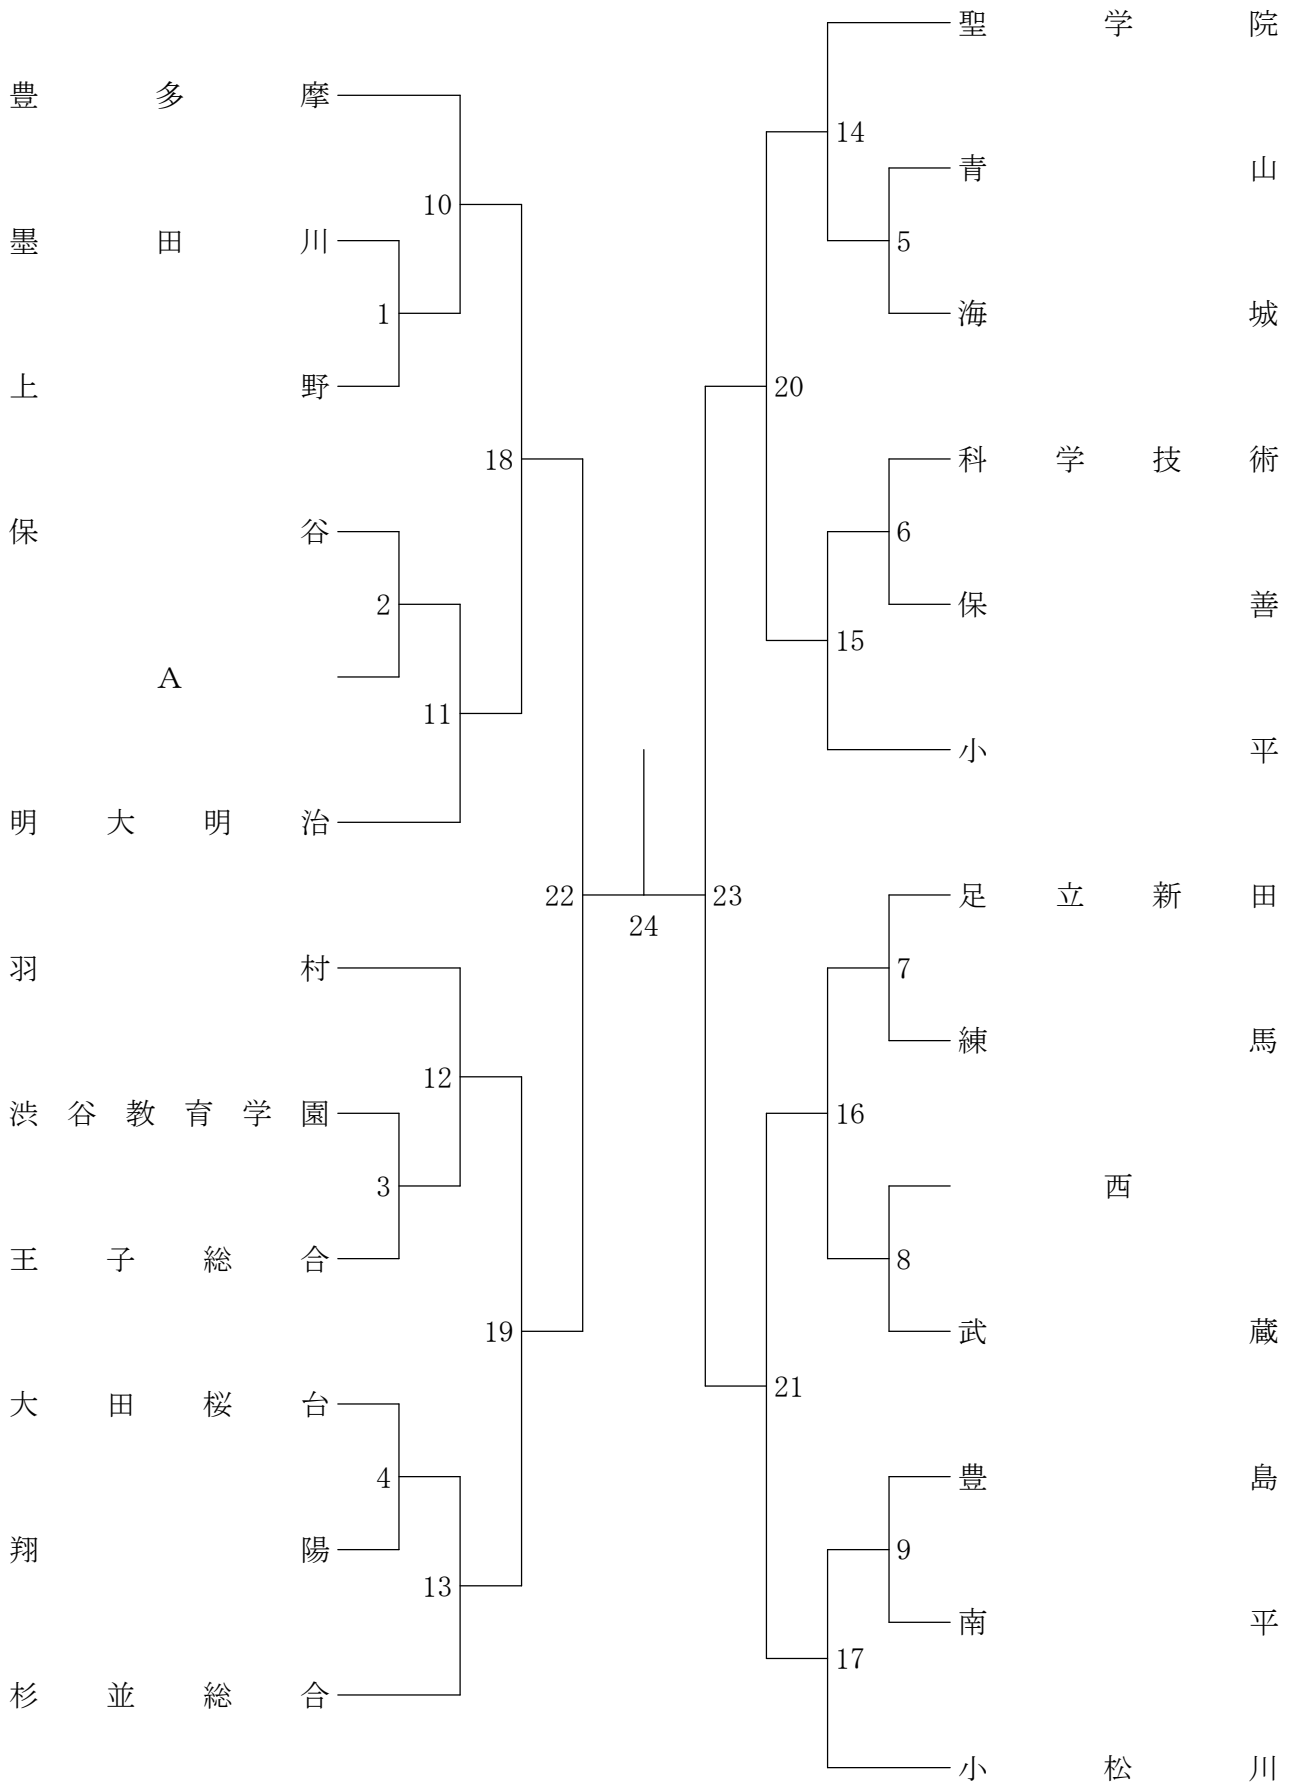 豊多摩
10
墨田川
1
上野
18
保谷
2
A
11
明大明治
22
24
羽村
12
渋谷教育学園
3
王子総合
19
大田桜台
4
翔陽
13
杉並総合
聖学院
14
青山
5
海城
20
科学技術
6
保善
15
小平
23
足立新田
7
練馬
16
西
8
武蔵
21
豊島
9
南平
17
小松川